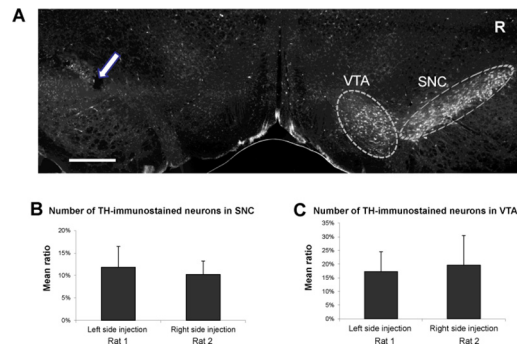 A
R
VTA
SNC
B Number of TH-immunostained neurons in SNC
Mean ratio
20%
15%
10%
5%
0%
Left side injection
Rat 1
Right side injection
Rat 2
C Number of TH-immunostained neurons in VTA
Mean ratio
35%
30%
25%
20%
15%
10%
5%
0%
Left side injection
Rat 1
Right side injection
Rat 2